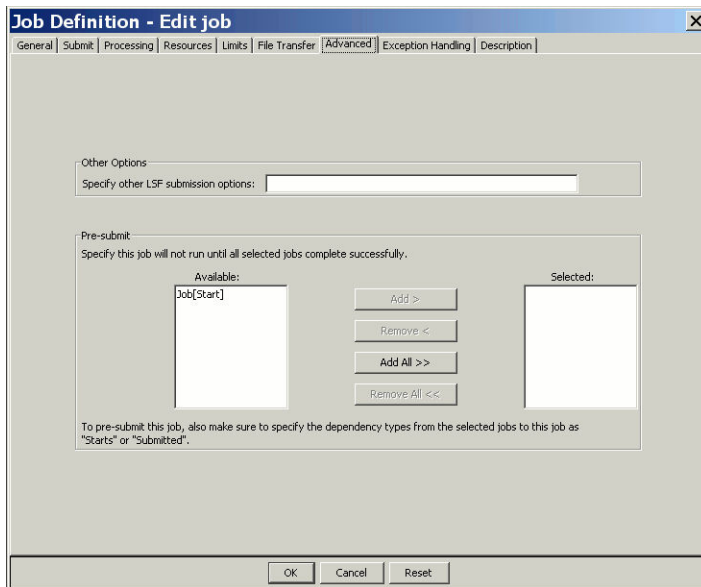 Job Definition - Edit job
General Submit Processing Resources Limits File Transfer Advanced Exception Handling Description
Other Options
Specify other LSF submission options:
Pre-submit
Specify this job will not run until all selected jobs complete successfully.
Available: Selected:
Job[Start]
Add >
Remove <
Add All >>
Remove All <<
To pre-submit this job, also make sure to specify the dependency types from the selected jobs to this job as
"Starts" or "Submitted".
OK Cancel Reset